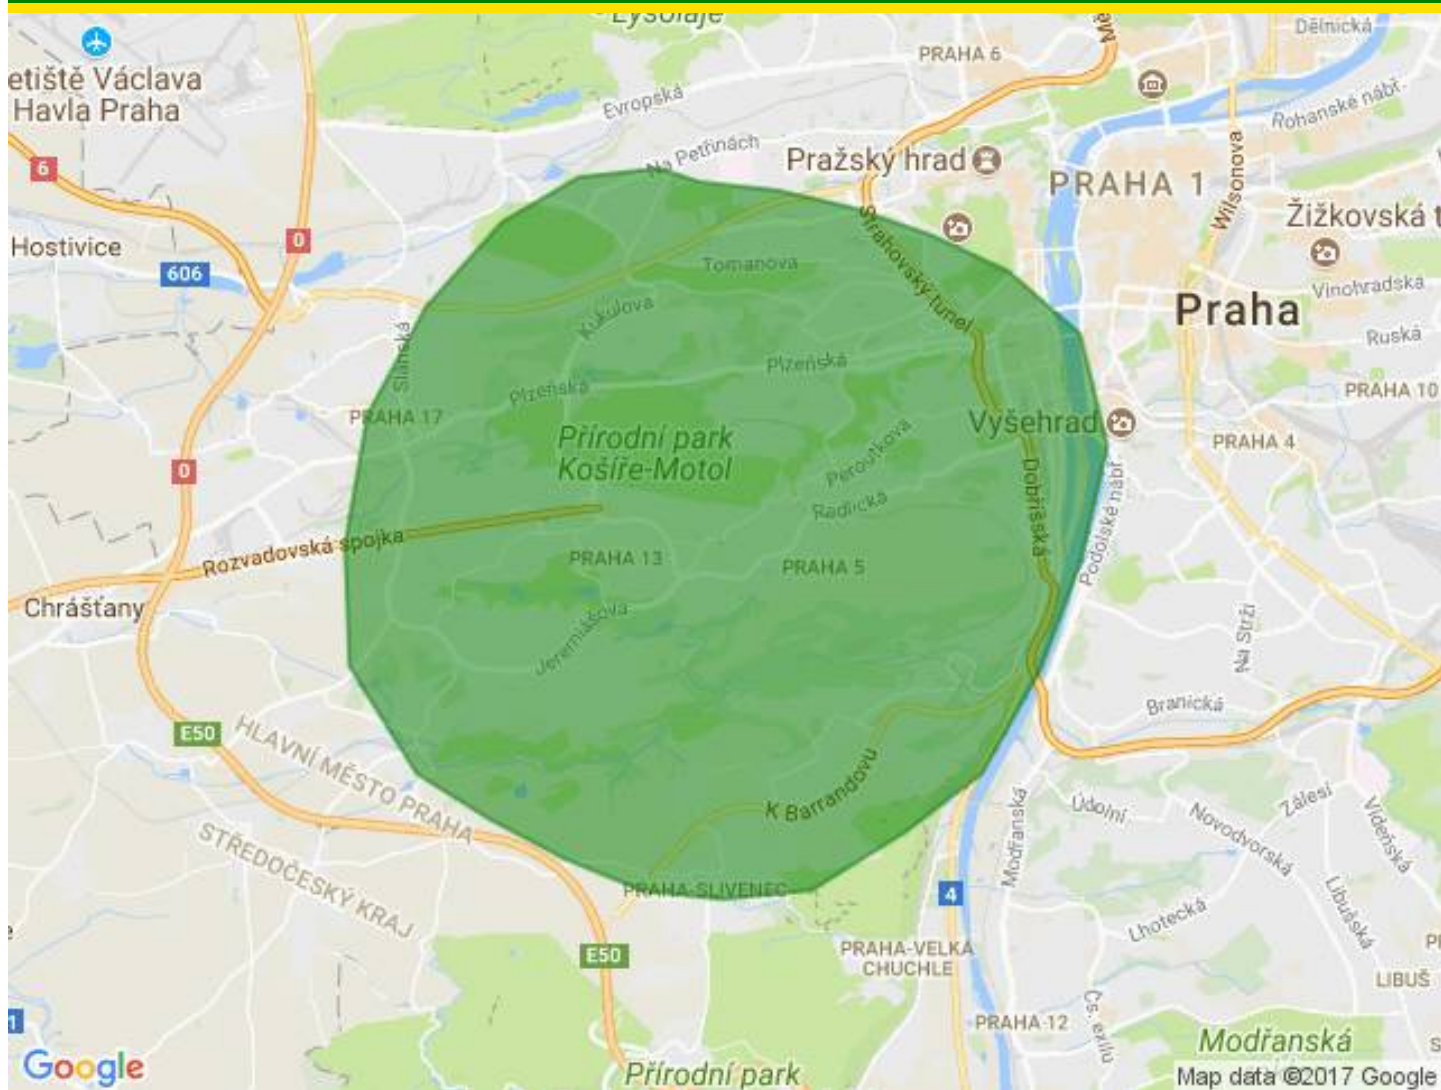 Lysolaje
Dělnická
PRAHA 6
etiště Václava
Havla Praha
Evropská
Rohanské nábř.
6
Na Petřinách
Pražský hrad
PRAHA 1
Wilsonova
Žižkovská t
Hostivice
0
606
Strahovský tunel
Tomanova
Vinohradská
Kukulova
Praha
Ruská
Slánská
Plzeňská
Plzeňská
PRAHA 10
PRAHA 17
Vyšehrad
PRAHA 4
Přírodní park
Košíře-Motol
Peroutkova
0
Radlická
Dobříšská
Podolské nábř.
Rozvadovská spojka
PRAHA 13
PRAHA 5
Chrášťany
Jeremiášova
Na Strži
Branická
E50
HLAVNÍ MĚSTO PRAHA
K Barrandovu
Údolní
Zálesí
STŘEDOČESKÝ KRAJ
Modřanská
Novodvorská
Vídeňská
PRAHA-SLIVENEC
4
Libušská
Lhotecká
E50
PRAHA-VELKÁ
CHUCHLE
LIBUŠ
1
PRAHA 12
Čs. exilu
Modřanská
Google
Přírodní park
Map data ©2017 Google